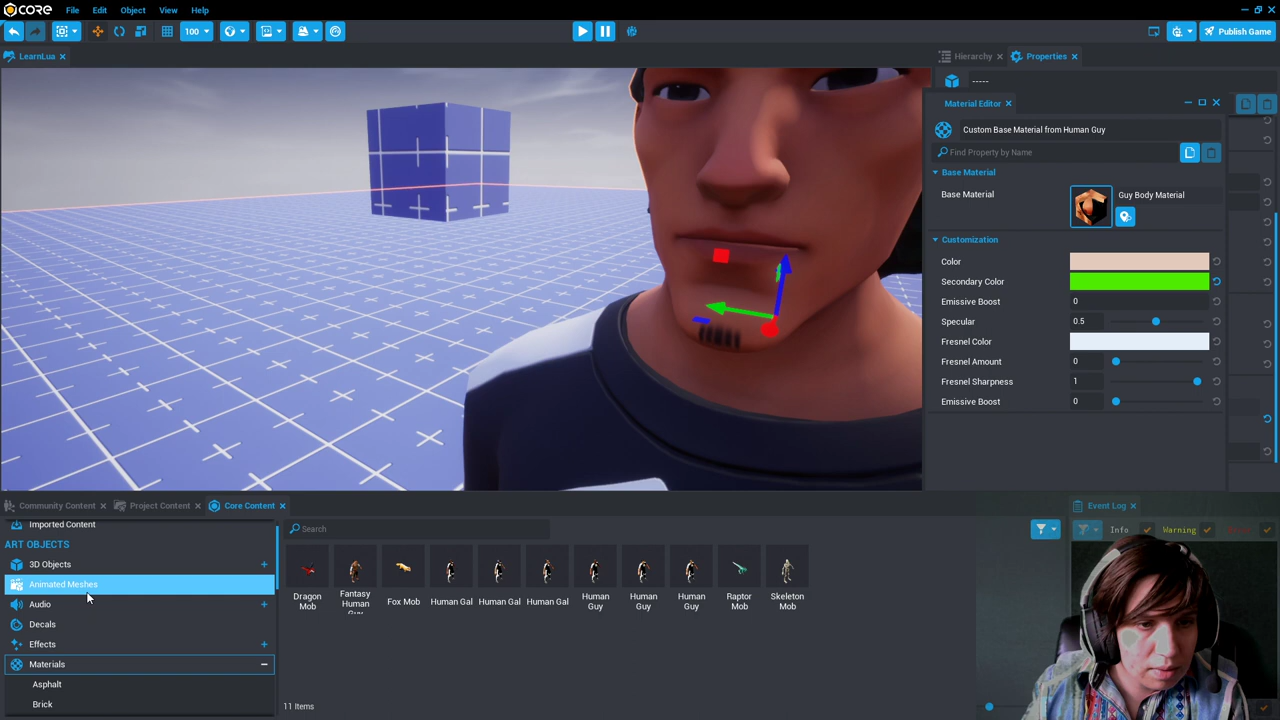 CORE File Edit Object View Help
100 Publish Game
LearnLua Hierarchy Properties
-----
Material Editor
Custom Base Material from Human Guy
Find Property by Name
Base Material
Base Material Guy Body Material
Customization
Color
Secondary Color
Emissive Boost 0
Specular 0.5
Fresnel Color
Fresnel Amount 0
Fresnel Sharpness 1
Emissive Boost 0
Community Content Project Content Core Content Event Log
Imported Content Search Info Warning
ART OBJECTS
3D Objects
Animated Meshes
Audio
Decals
Effects
Materials
Asphalt
Brick
Dragon Mob
Fantasy Human
Fox Mob
Human Gal
Human Gal
Human Gal
Human Guy
Human Guy
Human Guy
Raptor Mob
Skeleton Mob
11 Items